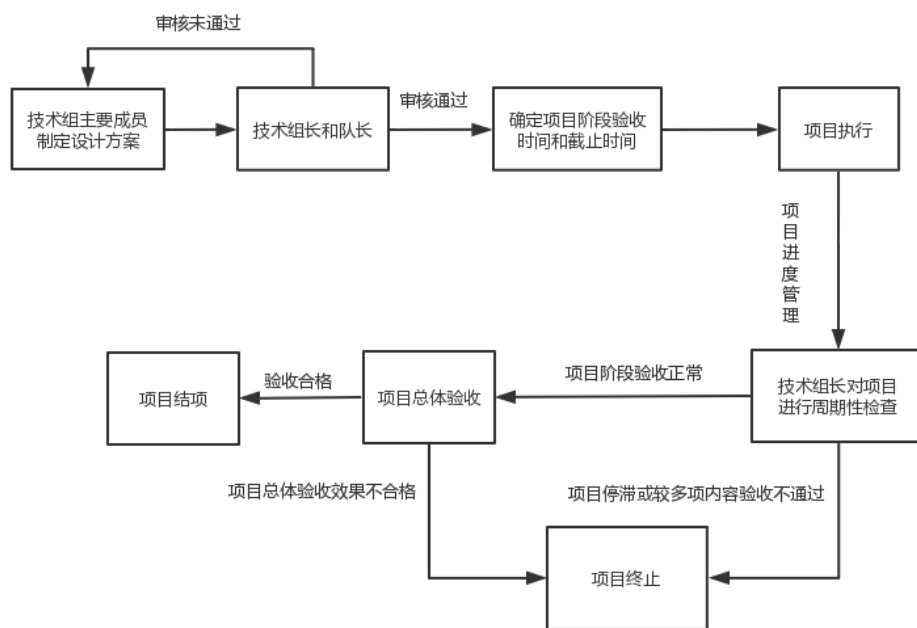 审核未通过
技术组主要成员
制定设计方案
技术组长和队长
审核通过
确定项目阶段验收
时间和截止时间
项目执行
项目进度管理
技术组长对项目
进行周期性检查
项目阶段验收正常
项目总体验收
验收合格
项目结项
项目总体验收效果不合格
项目停滞或较多项内容验收不通过
项目终止